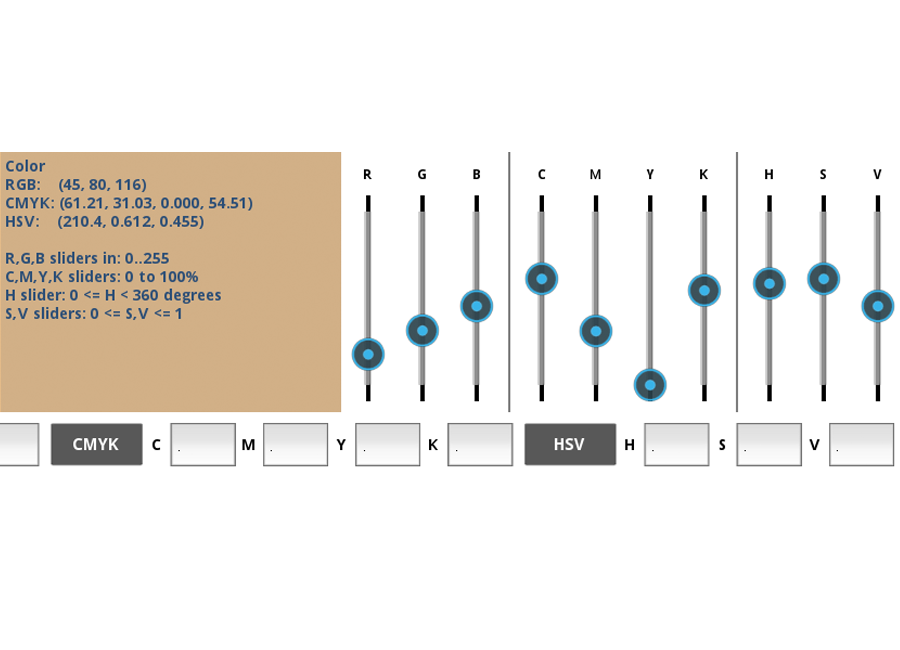 Color
RGB: (45, 80, 116)
CMYK: (61.21, 31.03, 0.000, 54.51)
HSV: (210.4, 0.612, 0.455)
R,G,B sliders in: 0..255
C,M,Y,K sliders: 0 to 100%
H slider: 0 <= H < 360 degrees
S,V sliders: 0 <= S,V <= 1
R G B C M Y K H S V
CMYK C . M . Y . K . HSV H . S . V .